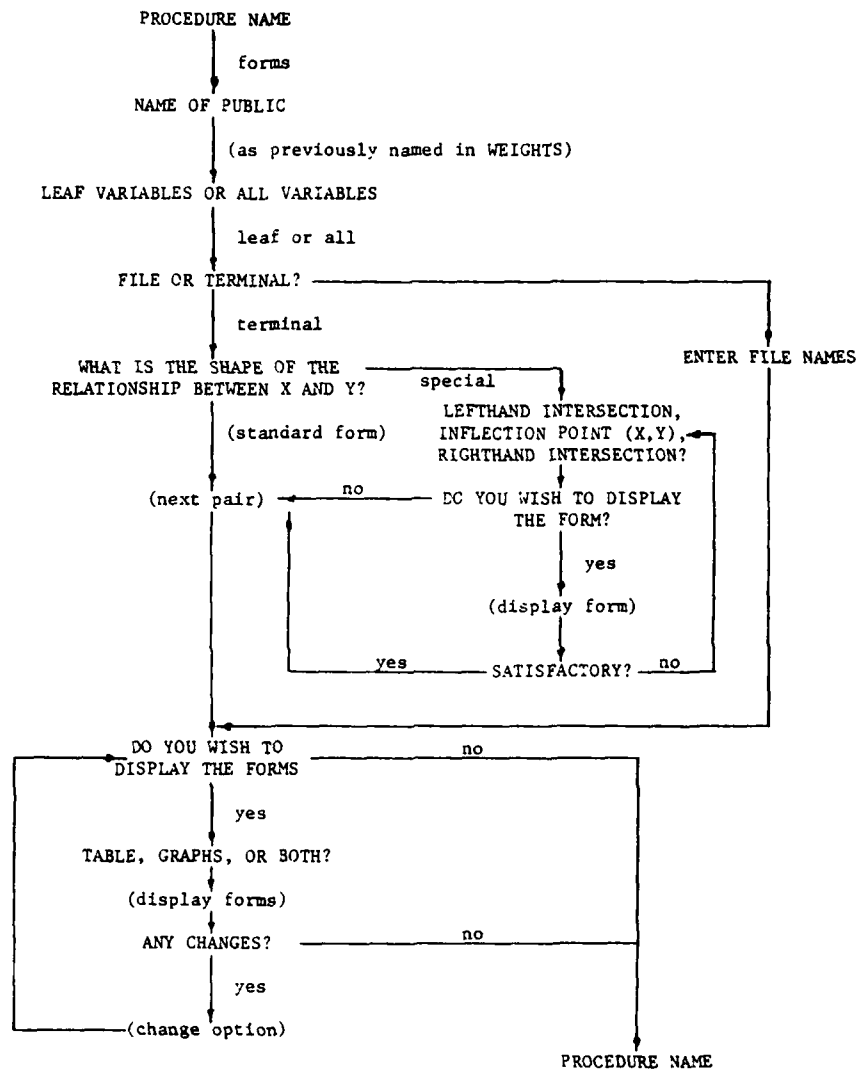 PROCEDURE NAME
forms
NAME OF PUBLIC
(as previously named in WEIGHTS)
LEAF VARIABLES OR ALL VARIABLES
leaf or all
FILE OR TERMINAL?
terminal
ENTER FILE NAMES
WHAT IS THE SHAPE OF THE
RELATIONSHIP BETWEEN X AND Y?
special
(standard form)
LEFTHAND INTERSECTION,
INFLECTION POINT (X,Y),
RIGHTHAND INTERSECTION?
(next pair)
no
DO YOU WISH TO DISPLAY
THE FORM?
yes
(display form)
yes
SATISFACTORY?
no
DO YOU WISH TO
DISPLAY THE FORMS
no
yes
TABLE, GRAPHS, OR BOTH?
(display forms)
ANY CHANGES?
no
yes
(change option)
PROCEDURE NAME